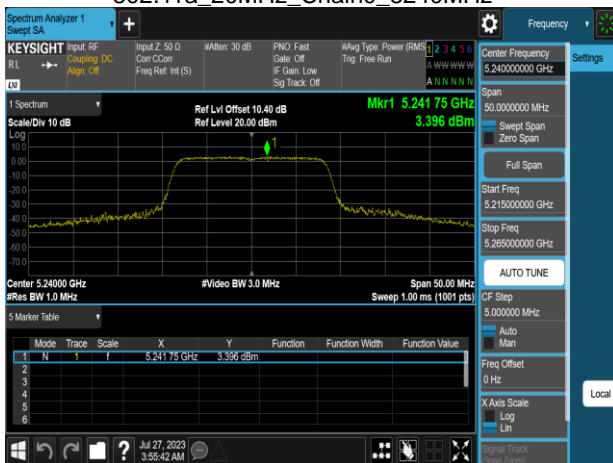 802.11a_20MHz_Chain0_5240MHz
Spectrum Analyzer 1
Swept SA
+
Frequency
KEYSIGHT
RL
Input: RF
Coupling: DC
Align: Off
Input Z: 50 Ω
Corr CCorr
Freq Ref: Int (S)
#Atten: 30 dB
PNO: Fast
Gate: Off
IF Gain: Low
Sig Track: Off
#Avg Type: Power (RMS
Trig: Free Run
1 2 3 4 5 6
A W W W W W
A N N N N N
LXI
1 Spectrum
Scale/Div 10 dB
Log
Ref Lvl Offset 10.40 dB
Ref Level 20.00 dBm
Mkr1 5.241 75 GHz
3.396 dBm
1
10.0
0.00
-10.0
-20.0
-30.0
-40.0
-50.0
-60.0
-70.0
Center 5.24000 GHz
#Res BW 1.0 MHz
#Video BW 3.0 MHz
Span 50.00 MHz
Sweep 1.00 ms (1001 pts)
5 Marker Table
Mode Trace Scale X Y Function Function Width Function Value
1 N 1 f 5.241 75 GHz 3.396 dBm
2
3
4
5
6
?
Jul 27, 2023
3:55:42 AM
Center Frequency
5.240000000 GHz
Settings
Span
50.0000000 MHz
Swept Span
Zero Span
Full Span
Start Freq
5.215000000 GHz
Stop Freq
5.265000000 GHz
AUTO TUNE
CF Step
5.000000 MHz
Auto
Man
Freq Offset
0 Hz
X Axis Scale
Log
Lin
Local
Signal Track
(Span Zoom)